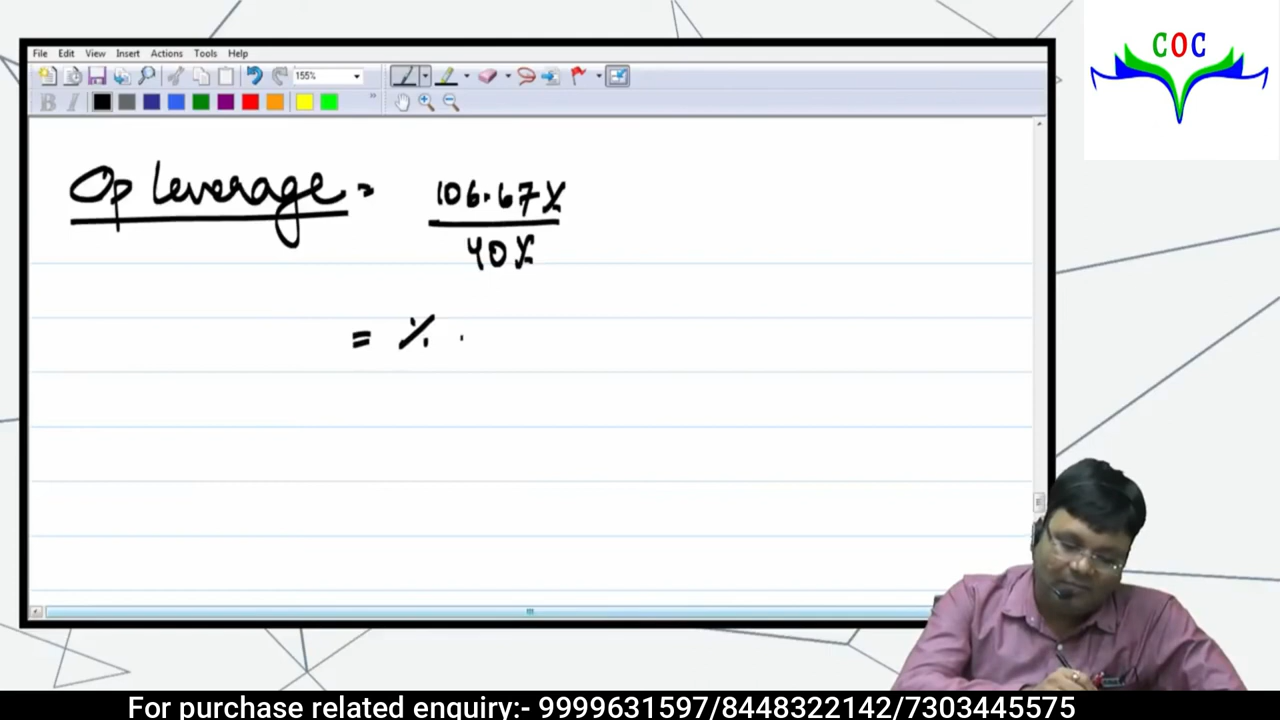 COC
File Edit View Insert Actions Tools Help
155%
B I
Op leverage = 106.67%
40%
= %
For purchase related enquiry:- 9999631597/8448322142/7303445575